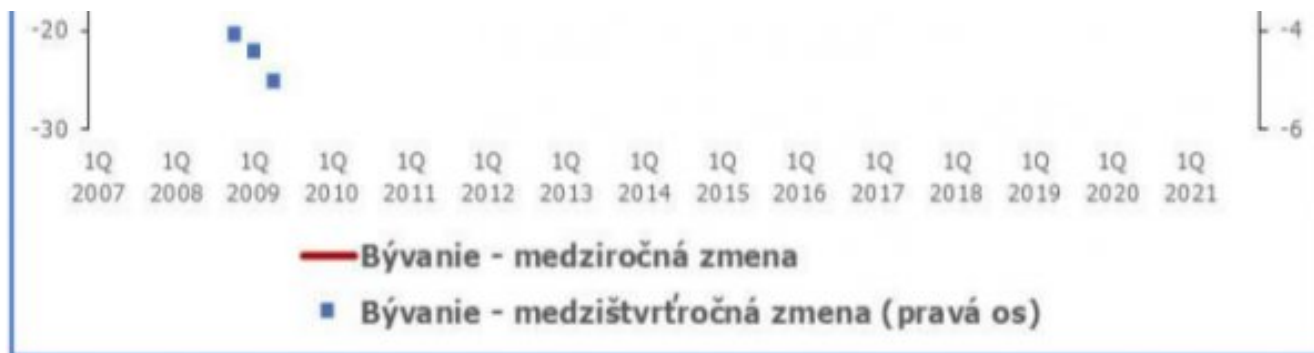 -20 -4
-30 -6
1Q 1Q 1Q 1Q 1Q 1Q 1Q 1Q 1Q 1Q 1Q 1Q 1Q 1Q 1Q
2007 2008 2009 2010 2011 2012 2013 2014 2015 2016 2017 2018 2019 2020 2021
Bývanie - medziročná zmena
Bývanie - medzištvrťročná zmena (pravá os)